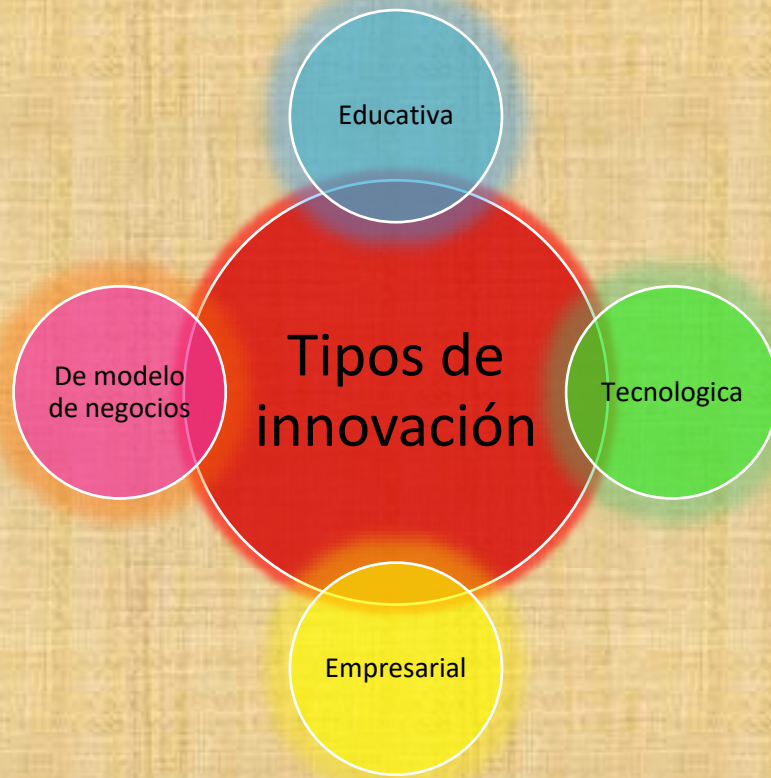 Educativa
Tipos de
innovación
De modelo
de negocios
Tecnologica
Empresarial